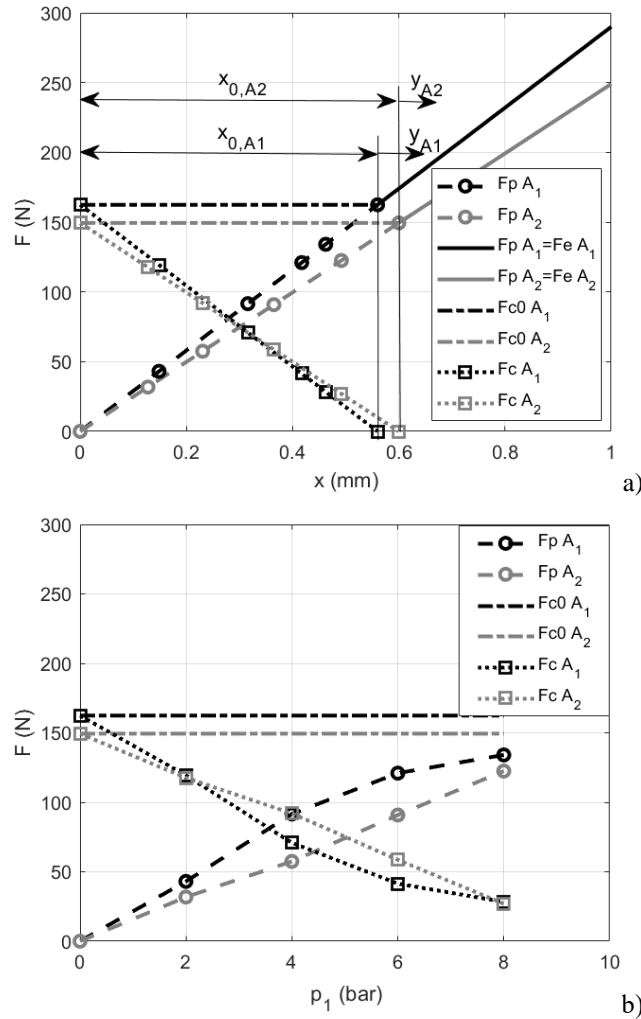 300
250
200
150
100
50
0
F (N)
x0,A2
yA2
x0,A1
yA1
Fp A1
Fp A2
Fp A1=Fe A1
Fp A2=Fe A2
Fc0 A1
Fc0 A2
Fc A1
Fc A2
0 0.2 0.4 0.6 0.8 1
x (mm)
a)
300
250
200
150
100
50
0
F (N)
Fp A1
Fp A2
Fc0 A1
Fc0 A2
Fc A1
Fc A2
0 2 4 6 8 10
p1 (bar)
b)